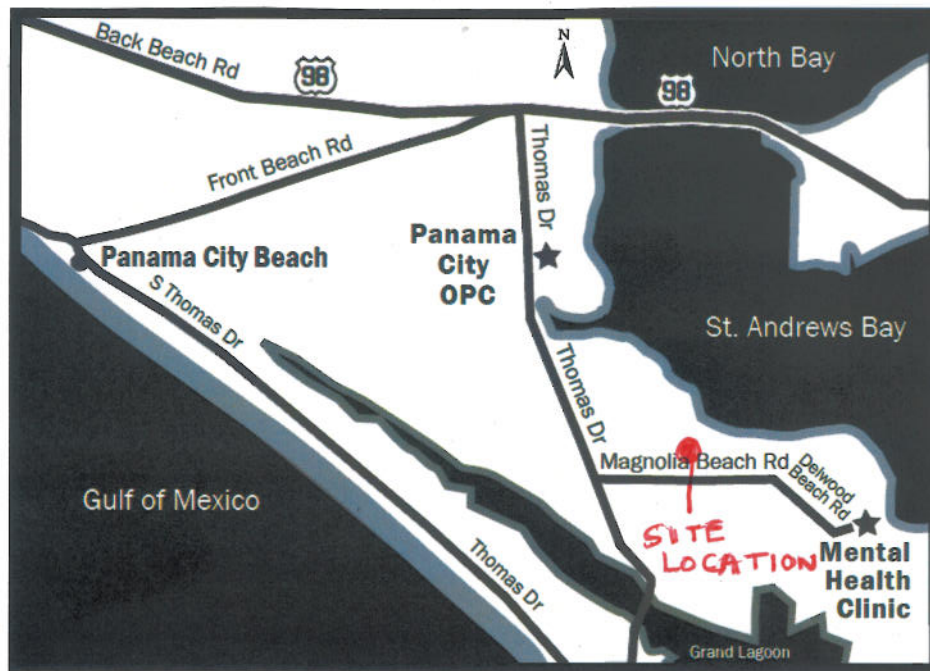 Back Beach Rd
98
N
North Bay
98
Front Beach Rd
Thomas Dr
Panama
City
OPC
Panama City Beach
S Thomas Dr
St. Andrews Bay
Thomas Dr
Magnolia Beach Rd
Delwood
Beach Rd
Gulf of Mexico
SITE
LOCATION
Mental
Health
Clinic
Thomas Dr
Grand Lagoon